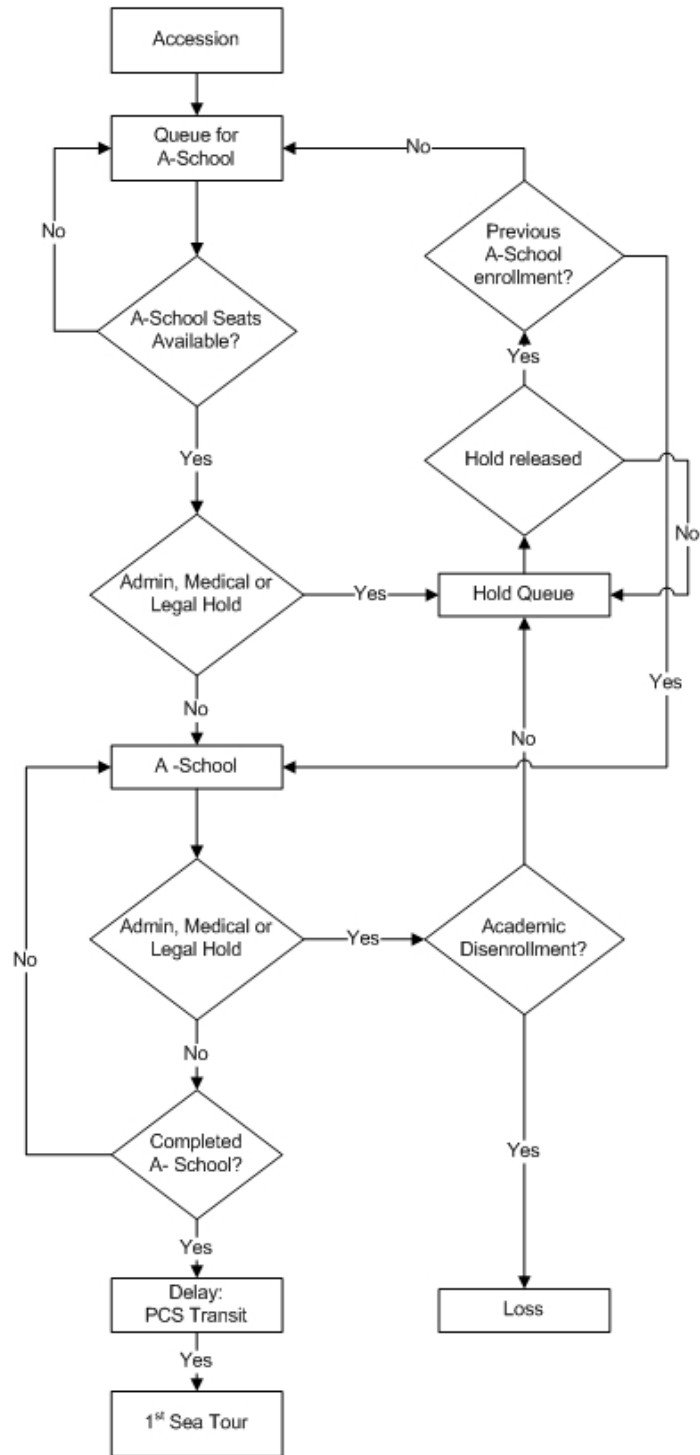 Accession
Queue for
A-School
No
No
Previous
A-School
enrollment?
A-School Seats
Available?
Yes
Yes
Hold released
No
Admin, Medical or
Legal Hold
Yes
Hold Queue
Yes
No
No
A -School
Admin, Medical or
Legal Hold
Yes
Academic
Disenrollment?
No
No
Completed
A- School?
Yes
Yes
Delay:
PCS Transit
Loss
Yes
1st Sea Tour